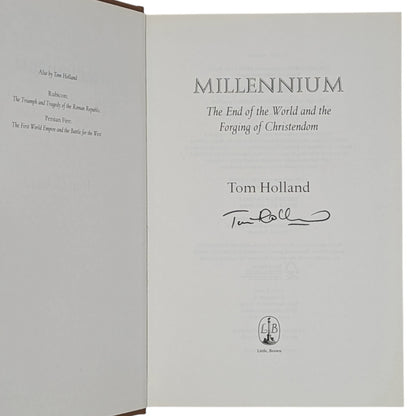 Also by Tom Holland
Rubicon:
The Triumph and Tragedy of the Roman Republic
Persian Fire:
The First World Empire and the Battle for the West
MILLENNIUM
The End of the World and the
Forging of Christendom
Tom Holland
Tom Holland
L B
Little, Brown